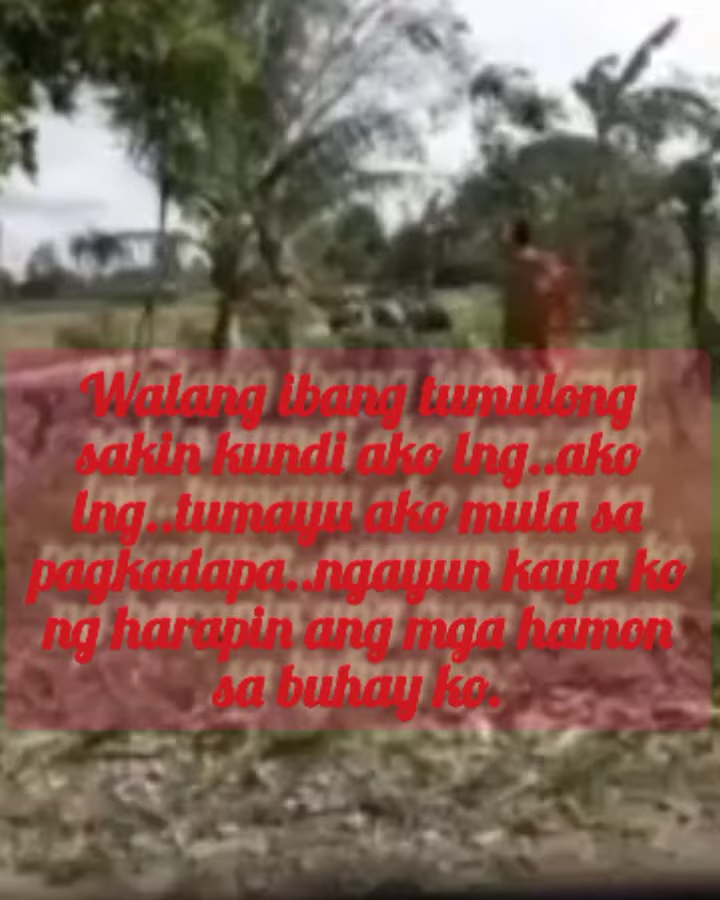 Walang ibang tumulong
sakin kundi ako lng..ako
lng..tumayu ako mula sa
pagkadapa..ngayun kaya ko
ng harapin ang mga hamon
sa buhay ko.